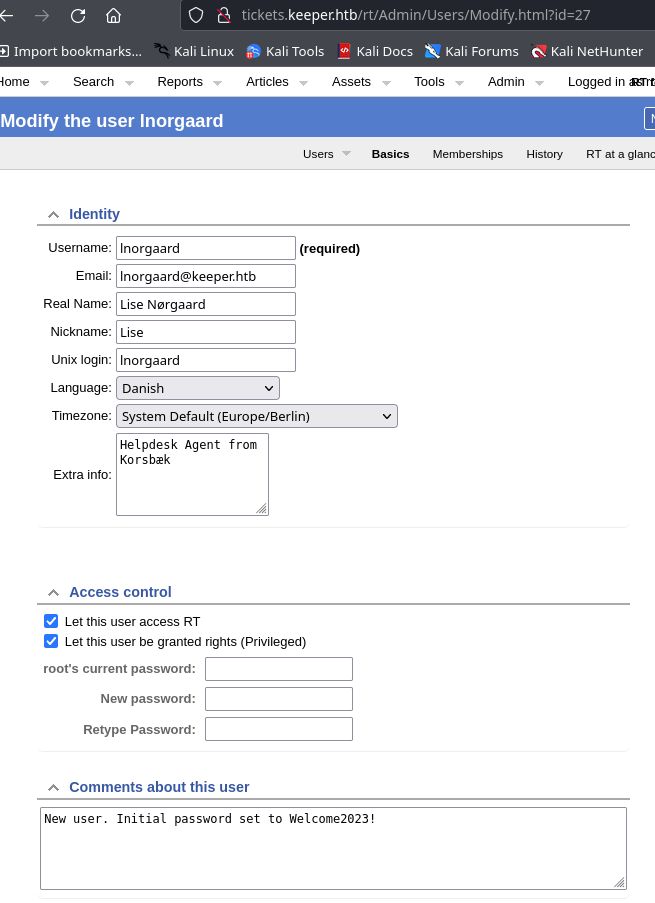 tickets.keeper.htb/rt/Admin/Users/Modify.html?id=27
Import bookmarks... Kali Linux Kali Tools Kali Docs Kali Forums Kali NetHunter
Home Search Reports Articles Assets Tools Admin Logged in
Modify the user lnorgaard
Users Basics Memberships History RT at a glanc
Identity
Username: lnorgaard (required)
Email: lnorgaard@keeper.htb
Real Name: Lise Nørgaard
Nickname: Lise
Unix login: lnorgaard
Language: Danish
Timezone: System Default (Europe/Berlin)
Extra info: Helpdesk Agent from
Korsbæk
Access control
Let this user access RT
Let this user be granted rights (Privileged)
root's current password:
New password:
Retype Password:
Comments about this user
New user. Initial password set to Welcome2023!